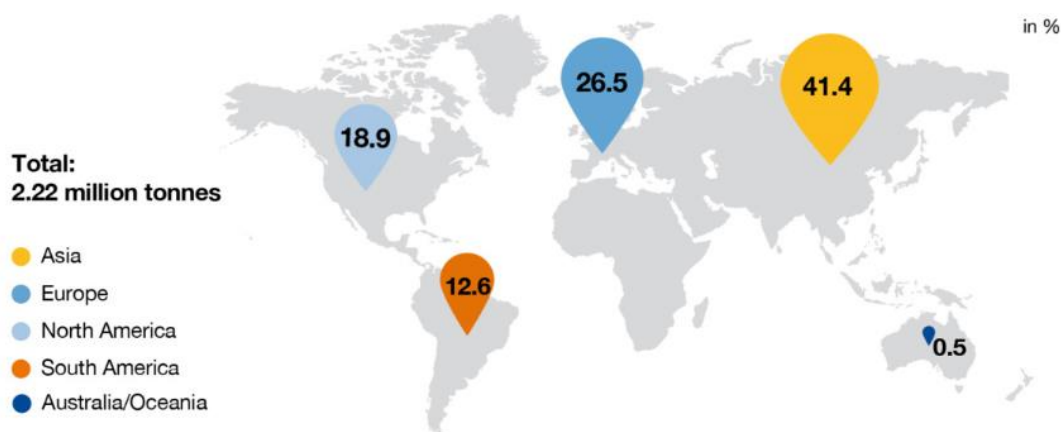 in %
26.5
41.4
18.9
Total:
2.22 million tonnes
Asia
Europe
12.6
North America
0.5
South America
Australia/Oceania